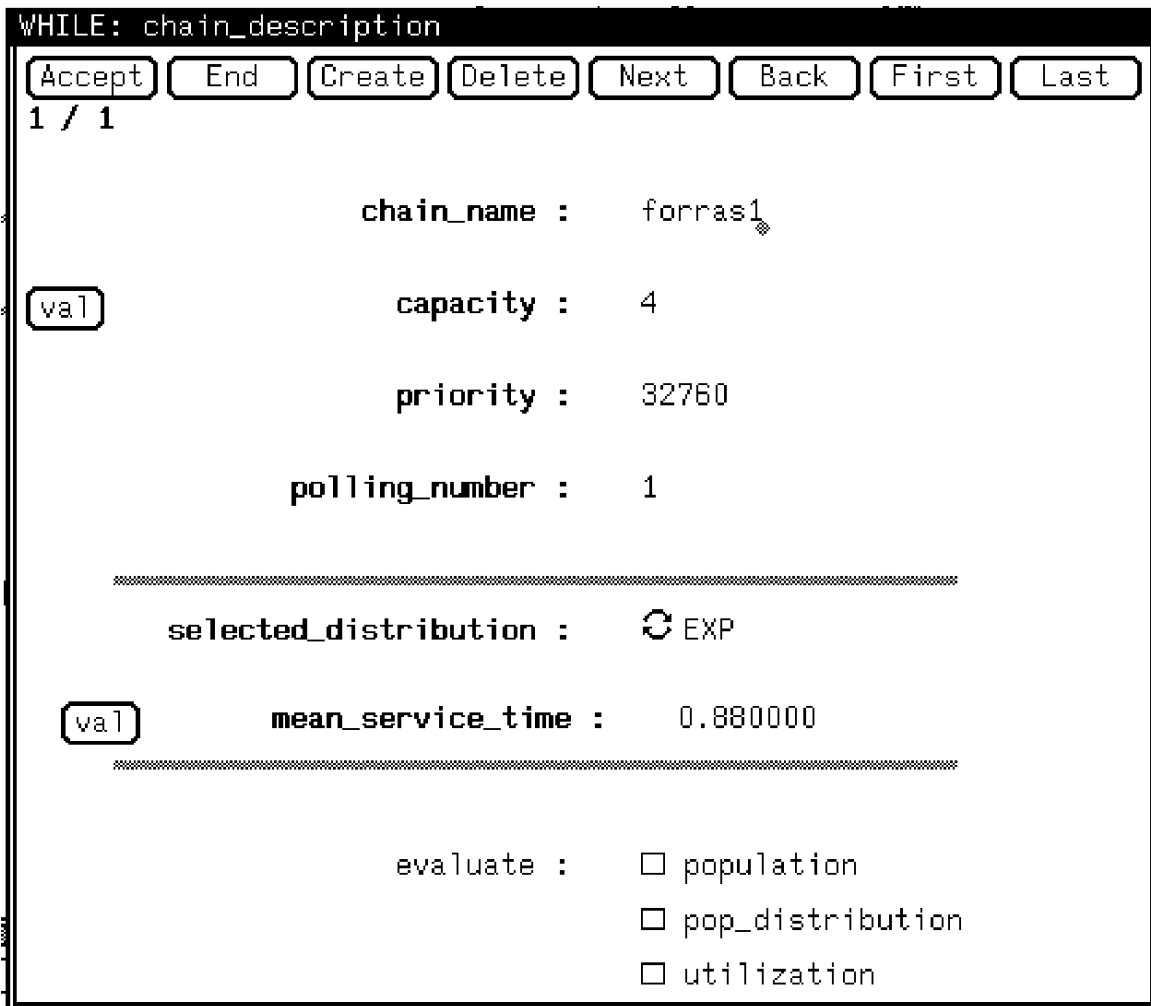 WHILE: chain_description
Accept End Create Delete Next Back First Last
1 / 1
chain_name : forras1
val capacity : 4
priority : 32760
polling_number : 1
selected_distribution : EXP
val mean_service_time : 0.880000
evaluate : population
pop_distribution
utilization